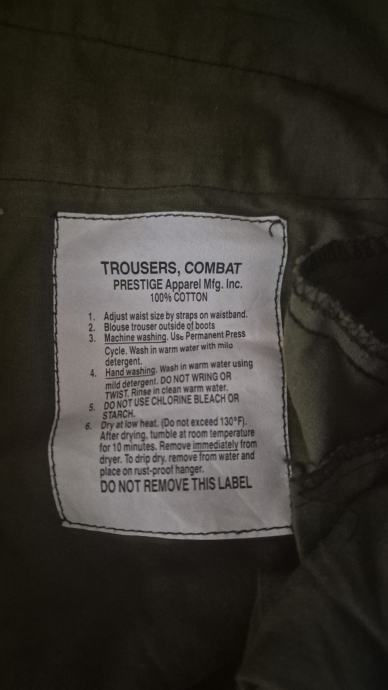 TROUSERS, COMBAT
PRESTIGE Apparel Mfg. Inc.
100% COTTON
1. Adjust waist size by straps on waistband.
2. Blouse trouser outside of boots
3. Machine washing. Use Permanent Press
Cycle. Wash in warm water with mild
detergent.
4. Hand washing. Wash in warm water using
mild detergent. DO NOT WRING OR
TWIST. Rinse in clean warm water.
5. DO NOT USE CHLORINE BLEACH OR
STARCH.
6. Dry at low heat. (Do not exceed 130°F).
After drying, tumble at room temperature
for 10 minutes. Remove immediately from
dryer. To drip dry, remove from water and
place on rust-proof hanger.
DO NOT REMOVE THIS LABEL